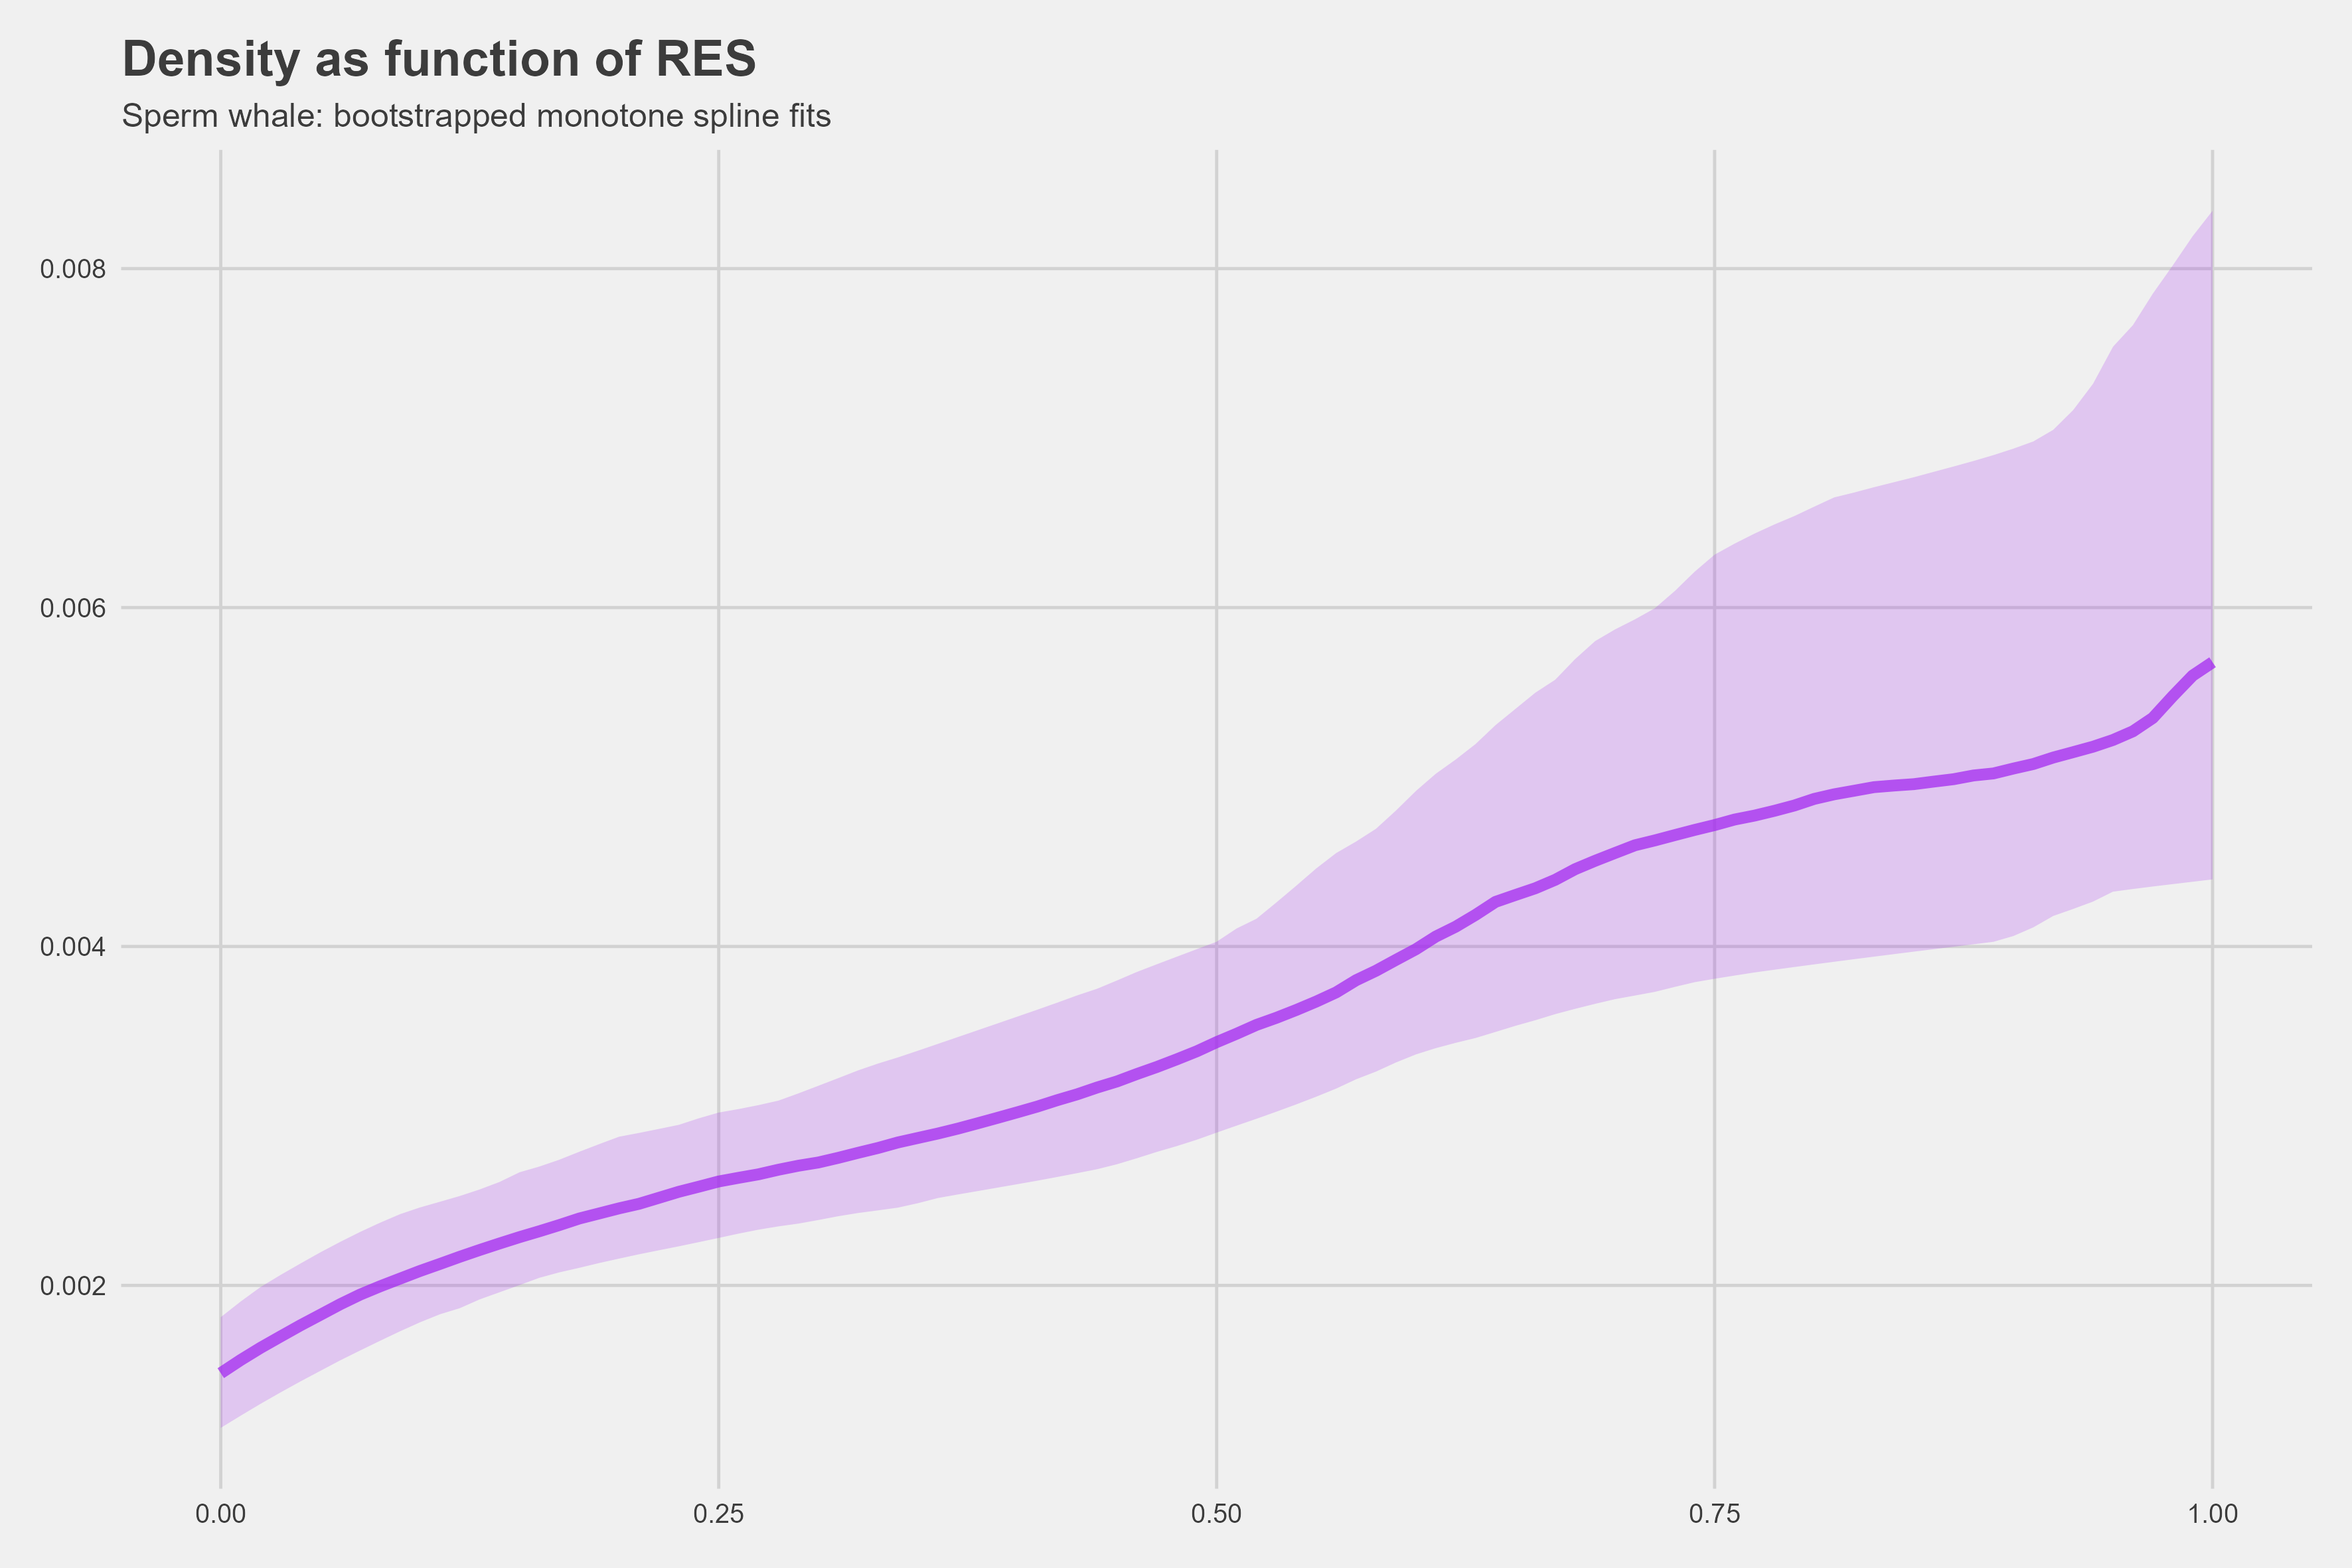 Density as function of RES
Sperm whale: bootstrapped monotone spline fits
0.008
0.006
0.004
0.002
0.00 0.25 0.50 0.75 1.00